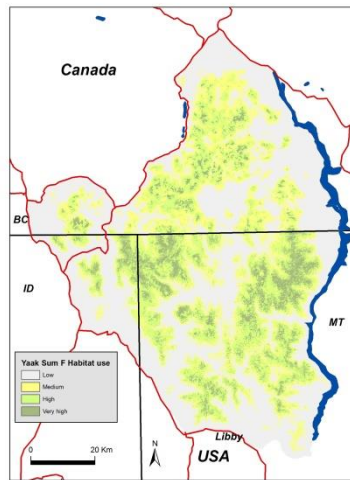 Canada
BC
ID
MT
Yaak Sum F Habitat use
Low
Medium
High
Very high
0
20 Km
N
Libby
USA